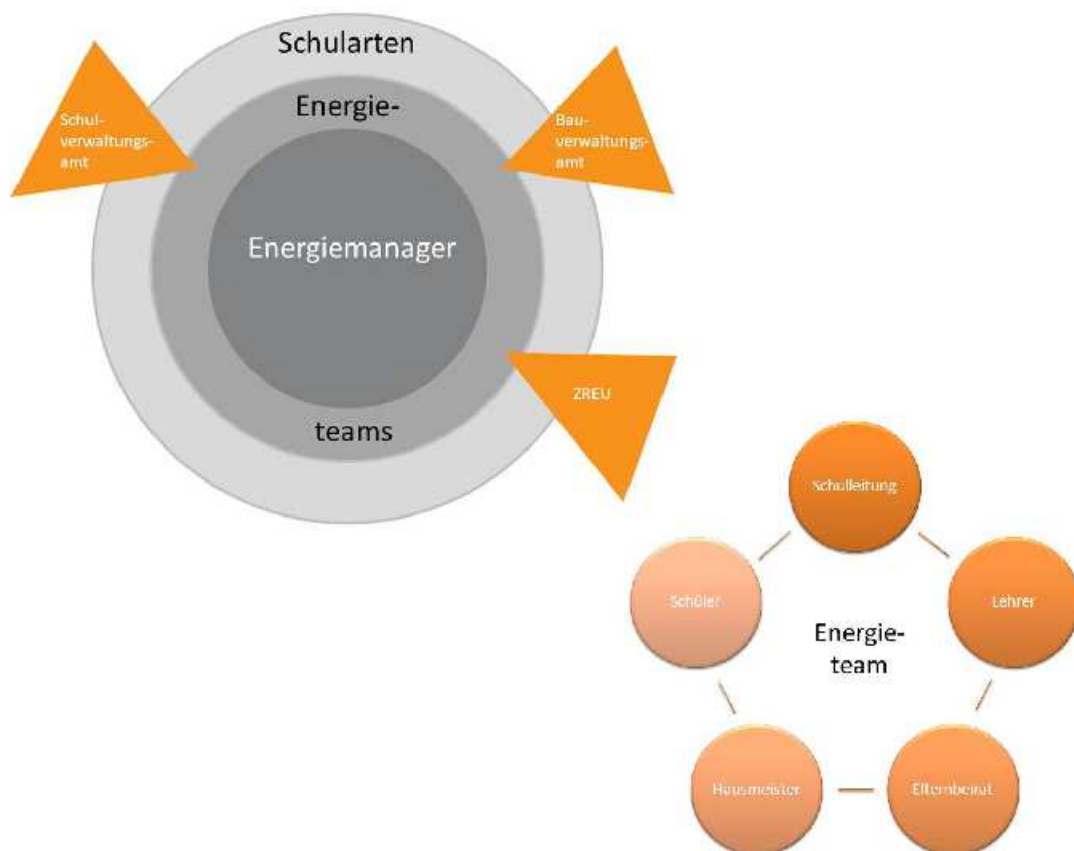 Schularten
Energie-
Schul-
verwaltungs-
amt
Bau-
verwaltungs-
amt
Energiemanager
ZREU
teams
Schulleitung
Schüler
Lehrer
Energie-
team
Hausmeister
Elternbeirat